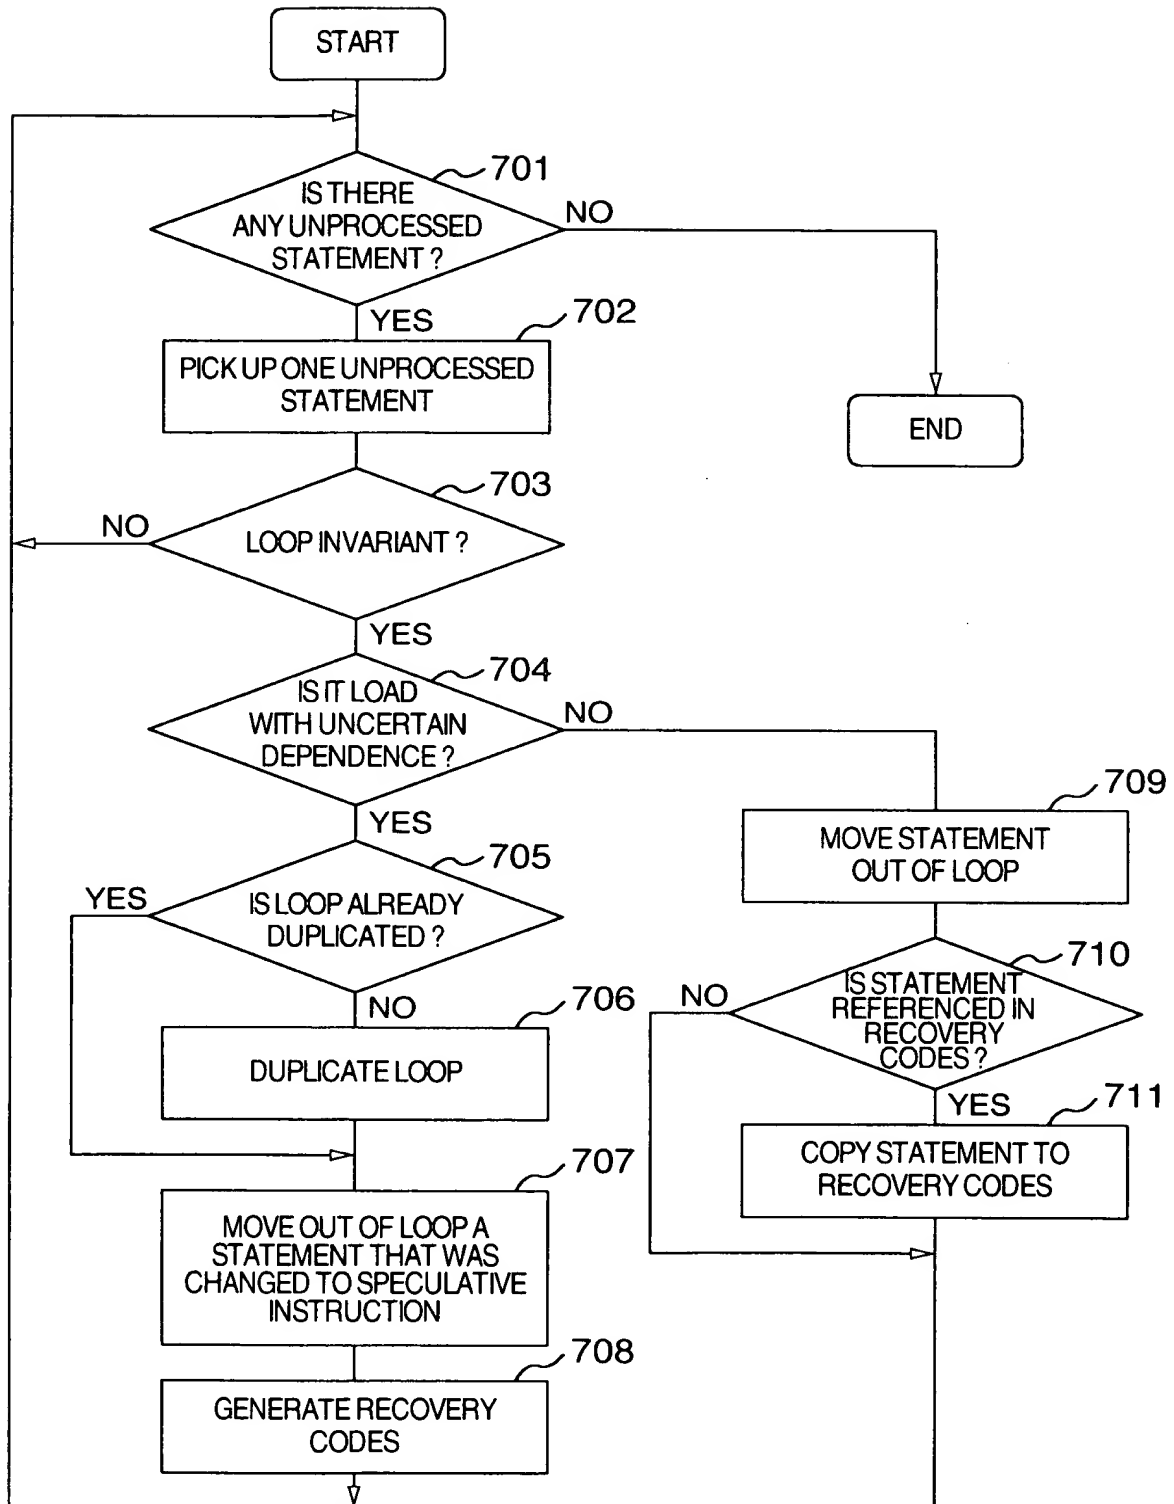 START
701
IS THERE
ANY UNPROCESSED
STATEMENT ?
NO
YES
702
PICK UP ONE UNPROCESSED
STATEMENT
END
703
NO
LOOP INVARIANT ?
YES
704
IS IT LOAD
WITH UNCERTAIN
DEPENDENCE ?
NO
YES
709
MOVE STATEMENT
OUT OF LOOP
705
YES
IS LOOP ALREADY
DUPLICATED ?
NO
710
NO
IS STATEMENT
REFERENCED IN
RECOVERY
CODES ?
YES
706
DUPLICATE LOOP
711
COPY STATEMENT TO
RECOVERY CODES
707
MOVE OUT OF LOOP A
STATEMENT THAT WAS
CHANGED TO SPECULATIVE
INSTRUCTION
708
GENERATE RECOVERY
CODES